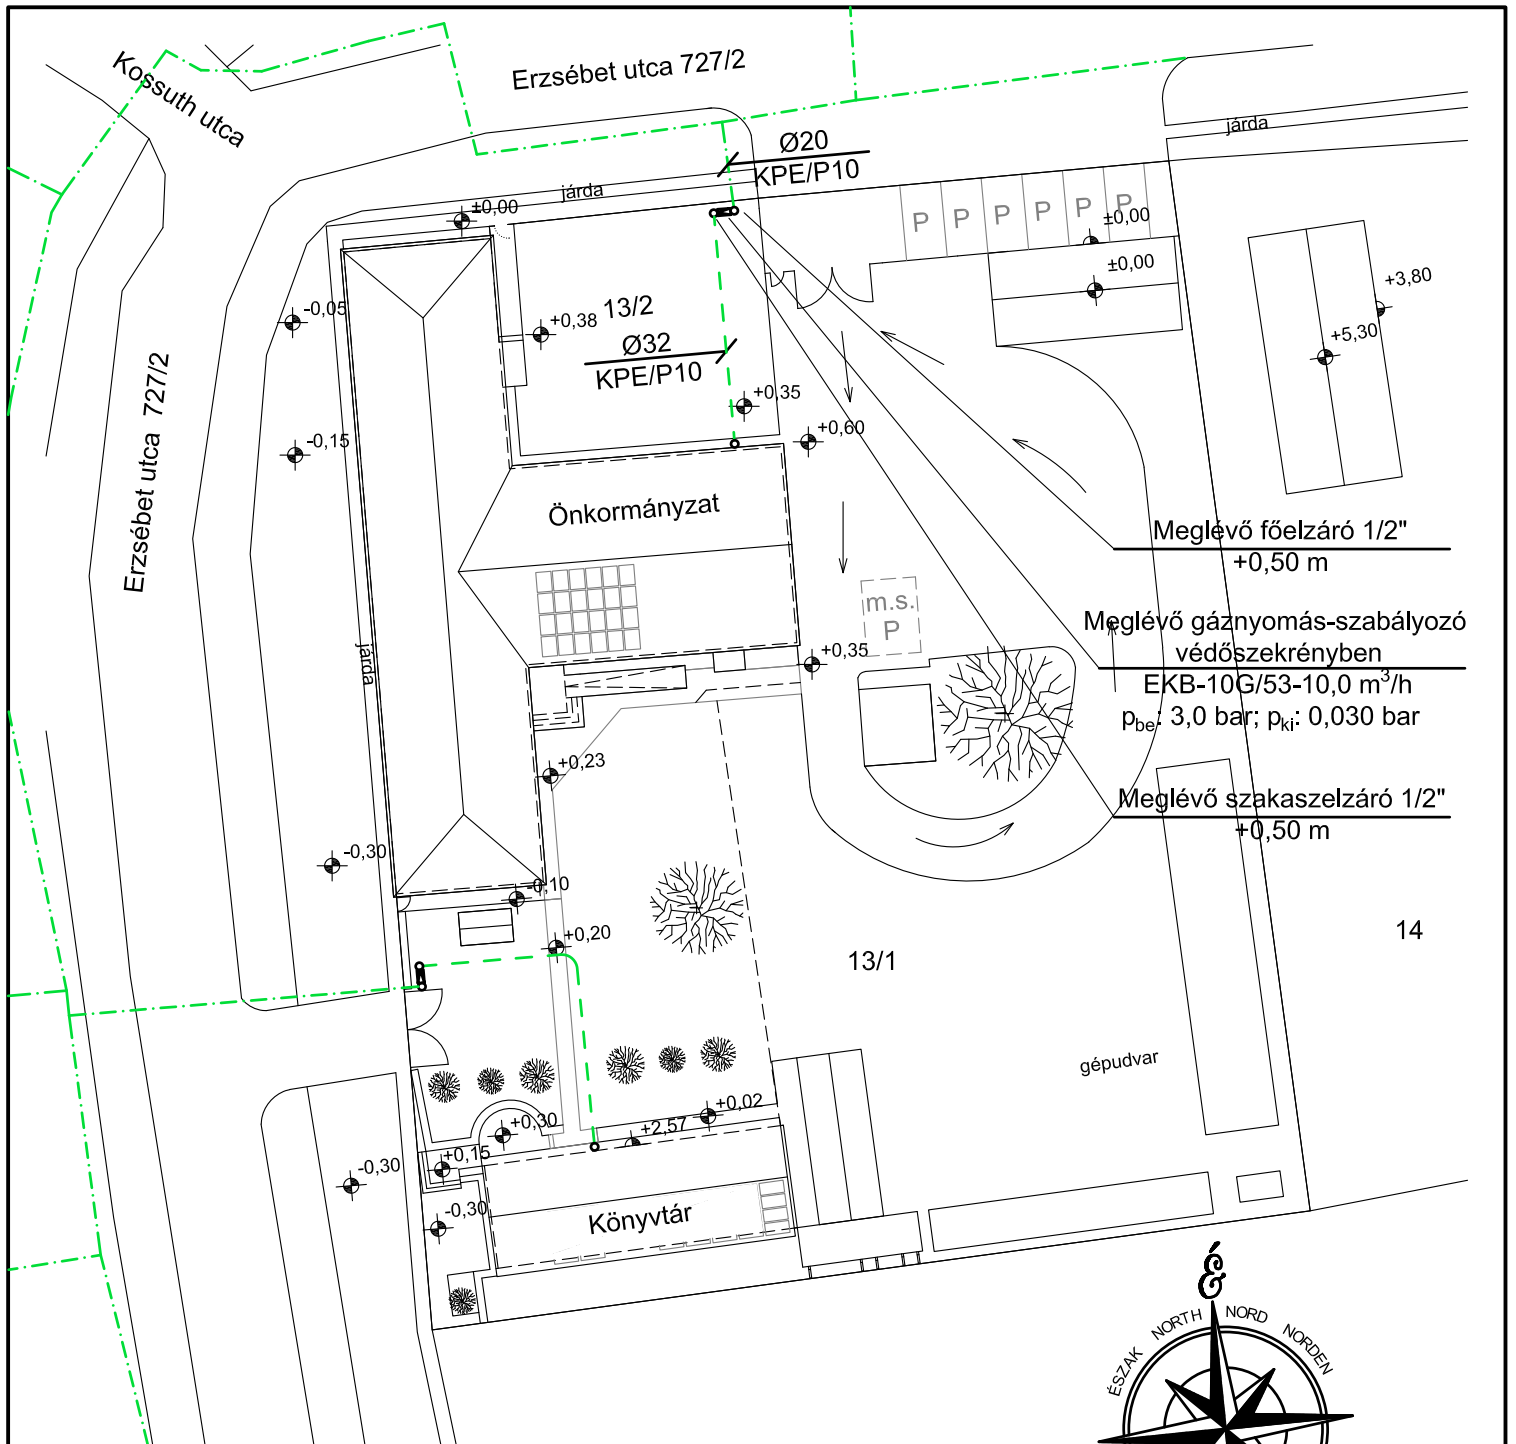 Kossuth utca
Erzsébet utca 727/2
járda
Ø20
KPE/P10
járda
±0,00
P P P P P P
±0,00
±0,00
+3,80
+5,30
-0,05
+0,38
13/2
Ø32
KPE/P10
Erzsébet utca 727/2
+0,35
+0,60
-0,15
Önkormányzat
Meglévő főelzáró 1/2"
+0,50 m
m.s.
P
Meglévő gáznyomás-szabályozó
védőszekrényben
EKB-10G/53-10,0 m³/h
pbe: 3,0 bar; pki: 0,030 bar
járda
+0,35
+0,23
Meglévő szakaszelzáró 1/2"
+0,50 m
-0,30
-0,10
+0,20
13/1
14
gépudvar
+0,02
+0,30
+2,57
+0,15
-0,30
-0,30
Könyvtár
É
ÉSZAK NORTH NORD NORDEN